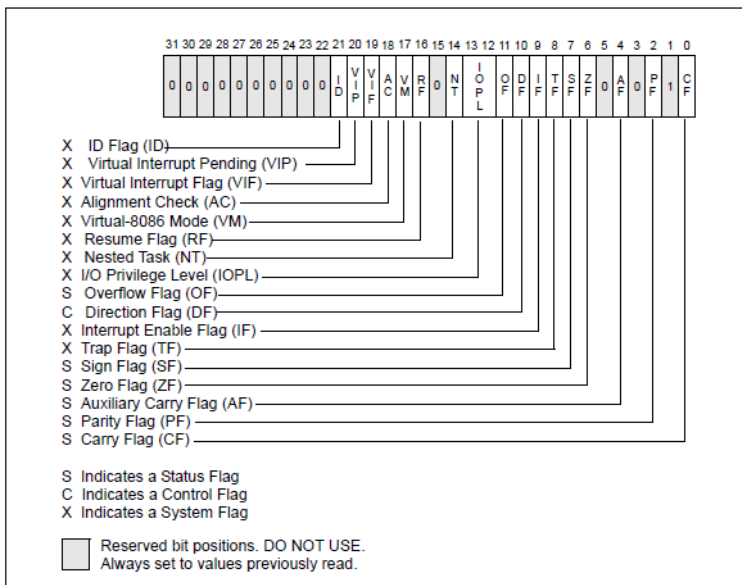 31 30 29 28 27 26 25 24 23 22 21 20 19 18 17 16 15 14 13 12 11 10 9 8 7 6 5 4 3 2 1 0
0 0 0 0 0 0 0 0 0 0 ID VIP VIF AC VM RF 0 NT IOPL OF DF IF TF SF ZF 0 AF 0 PF 1 CF
X ID Flag (ID)
X Virtual Interrupt Pending (VIP)
X Virtual Interrupt Flag (VIF)
X Alignment Check (AC)
X Virtual-8086 Mode (VM)
X Resume Flag (RF)
X Nested Task (NT)
X I/O Privilege Level (IOPL)
S Overflow Flag (OF)
C Direction Flag (DF)
X Interrupt Enable Flag (IF)
X Trap Flag (TF)
S Sign Flag (SF)
S Zero Flag (ZF)
S Auxiliary Carry Flag (AF)
S Parity Flag (PF)
S Carry Flag (CF)
S Indicates a Status Flag
C Indicates a Control Flag
X Indicates a System Flag
Reserved bit positions. DO NOT USE.
Always set to values previously read.